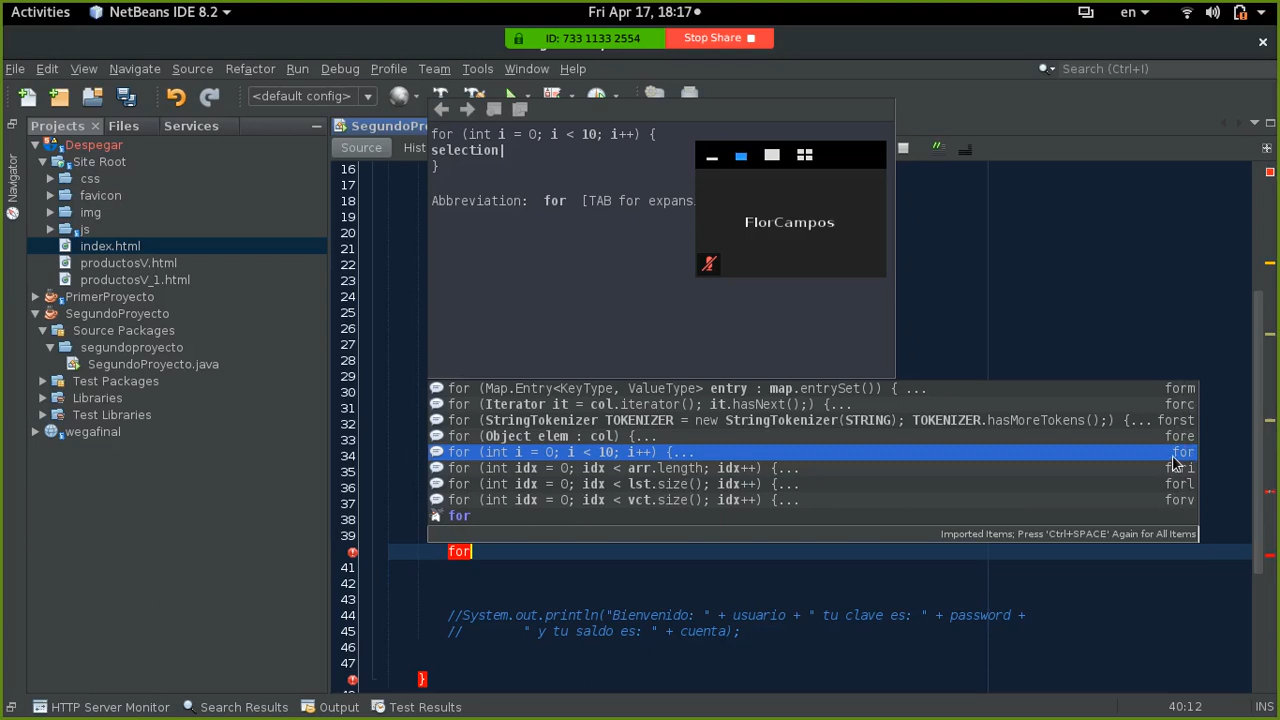 Activities NetBeans IDE 8.2 Fri Apr 17, 18:17 en
ID: 733 1133 2554 Stop Share
File Edit View Navigate Source Refactor Run Debug Profile Team Tools Window Help Search (Ctrl+I)
<default config>
Projects Files Services
SegundoPro
Navigator
Source Hist
Despegar
Site Root
css
favicon
img
js
index.html
productosV.html
productosV_1.html
PrimerProyecto
SegundoProyecto
Source Packages
segundoproyecto
SegundoProyecto.java
Test Packages
Libraries
Test Libraries
wegafinal
for (int i = 0; i < 10; i++) {
selection
}
Abbreviation: for [TAB for expans
FlorCampos
16
17
18
19
20
21
22
23
24
25
26
27
28
29
30
31
32
33
34
35
36
37
38
39
for (Map.Entry<KeyType, ValueType> entry : map.entrySet()) { ... form
for (Iterator it = col.iterator(); it.hasNext();) {... forc
for (StringTokenizer TOKENIZER = new StringTokenizer(STRING); TOKENIZER.hasMoreTokens();) {... forst
for (Object elem : col) {... fore
for (int i = 0; i < 10; i++) {... for
for (int idx = 0; idx < arr.length; idx++) {... fori
for (int idx = 0; idx < lst.size(); idx++) {... forl
for (int idx = 0; idx < vct.size(); idx++) {... forv
for
Imported Items; Press 'Ctrl+SPACE' Again for All Items
for
41
42
43
44 //System.out.println("Bienvenido: " + usuario + " tu clave es: " + password +
45 // " y tu saldo es: " + cuenta);
46
47
}
HTTP Server Monitor Search Results Output Test Results 40:12 INS